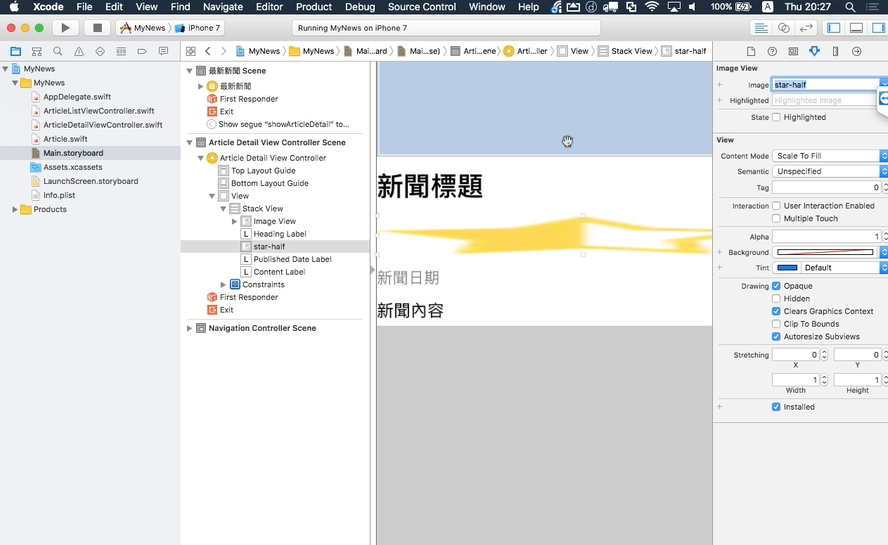 Xcode File Edit View Find Navigate Editor Product Debug Source Control Window Help 100% A Thu 20:27
MyNews iPhone 7 Running MyNews on iPhone 7
MyNews MyNews Mai...ard Mai...se) Arti...ene Artic...ller View Stack View star-half
MyNews
MyNews
AppDelegate.swift
ArticleListViewController.swift
ArticleDetailViewController.swift
Article.swift
Main.storyboard
Assets.xcassets
LaunchScreen.storyboard
Info.plist
Products
最新新聞 Scene
最新新聞
First Responder
Exit
Show segue "showArticleDetail" to...
Article Detail View Controller Scene
Article Detail View Controller
Top Layout Guide
Bottom Layout Guide
View
Stack View
Image View
L Heading Label
star-half
L Published Date Label
L Content Label
Constraints
First Responder
Exit
Navigation Controller Scene
新聞標題
新聞日期
新聞內容
Image View
Image star-half
Highlighted Highlighted Image
State Highlighted
View
Content Mode Scale To Fill
Semantic Unspecified
Tag 0
Interaction User Interaction Enabled
Multiple Touch
Alpha 1
Background
Tint Default
Drawing Opaque
Hidden
Clears Graphics Context
Clip To Bounds
Autoresize Subviews
Stretching 0 0
X Y
1 1
Width Height
Installed